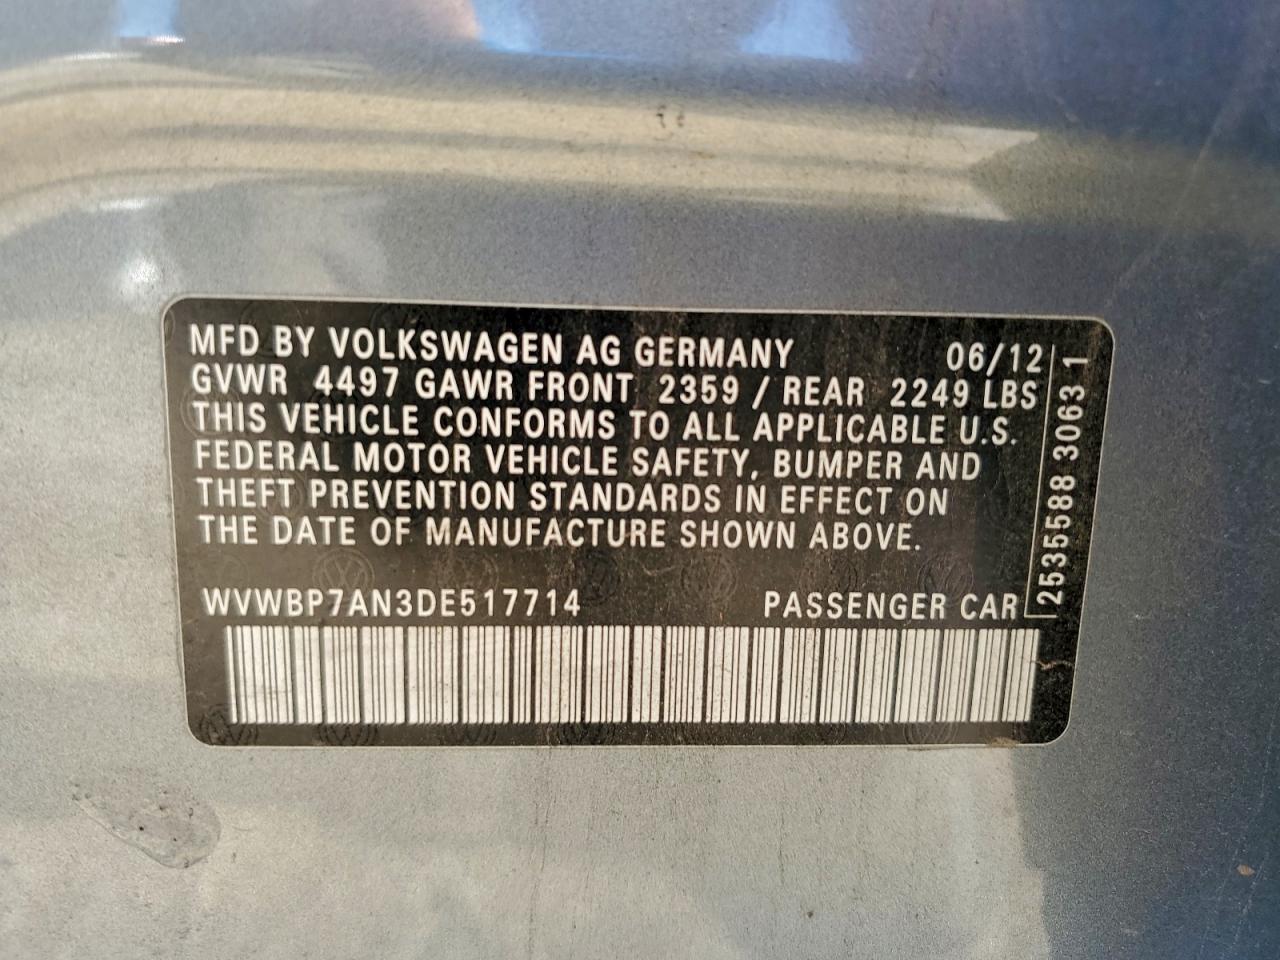 MFD BY VOLKSWAGEN AG GERMANY 06/12
GVWR 4497 GAWR FRONT 2359 / REAR 2249 LBS
THIS VEHICLE CONFORMS TO ALL APPLICABLE U.S.
FEDERAL MOTOR VEHICLE SAFETY, BUMPER AND
THEFT PREVENTION STANDARDS IN EFFECT ON
THE DATE OF MANUFACTURE SHOWN ABOVE.
WVWBP7AN3DE517714 PASSENGER CAR
2535588 3063 1